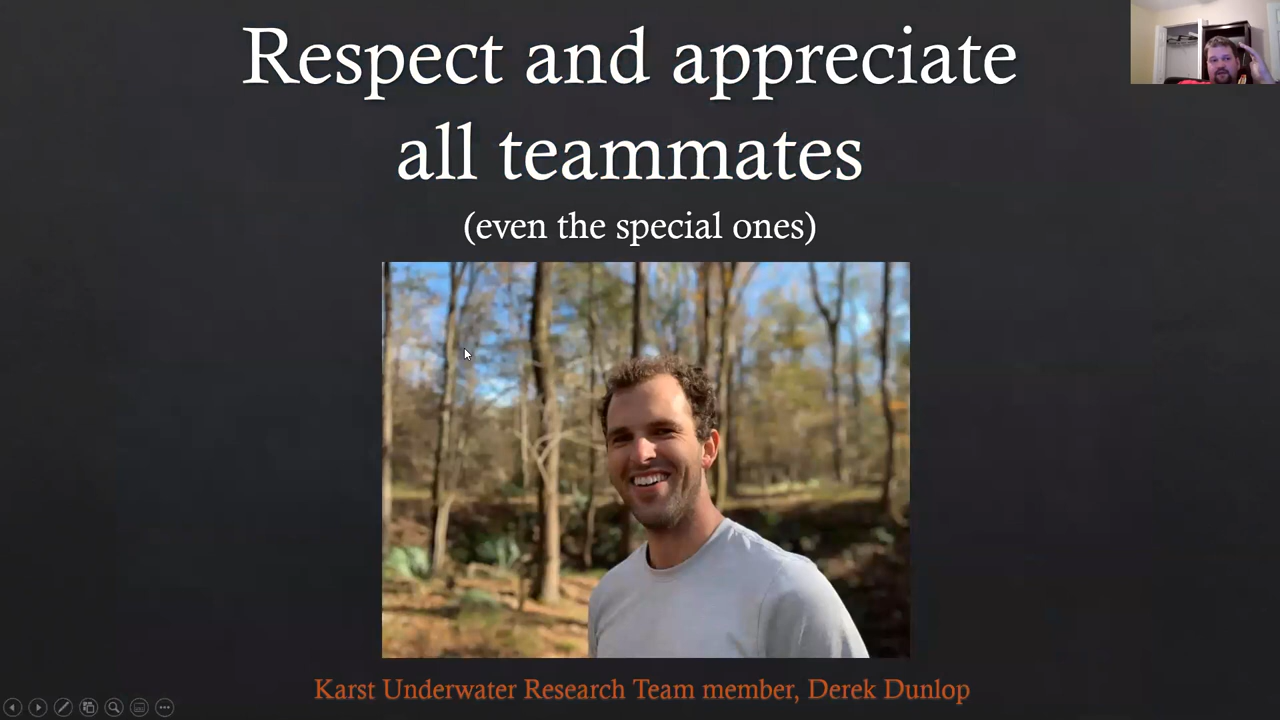 Respect and appreciate
all teammates
(even the special ones)
Karst Underwater Research Team member, Derek Dunlop